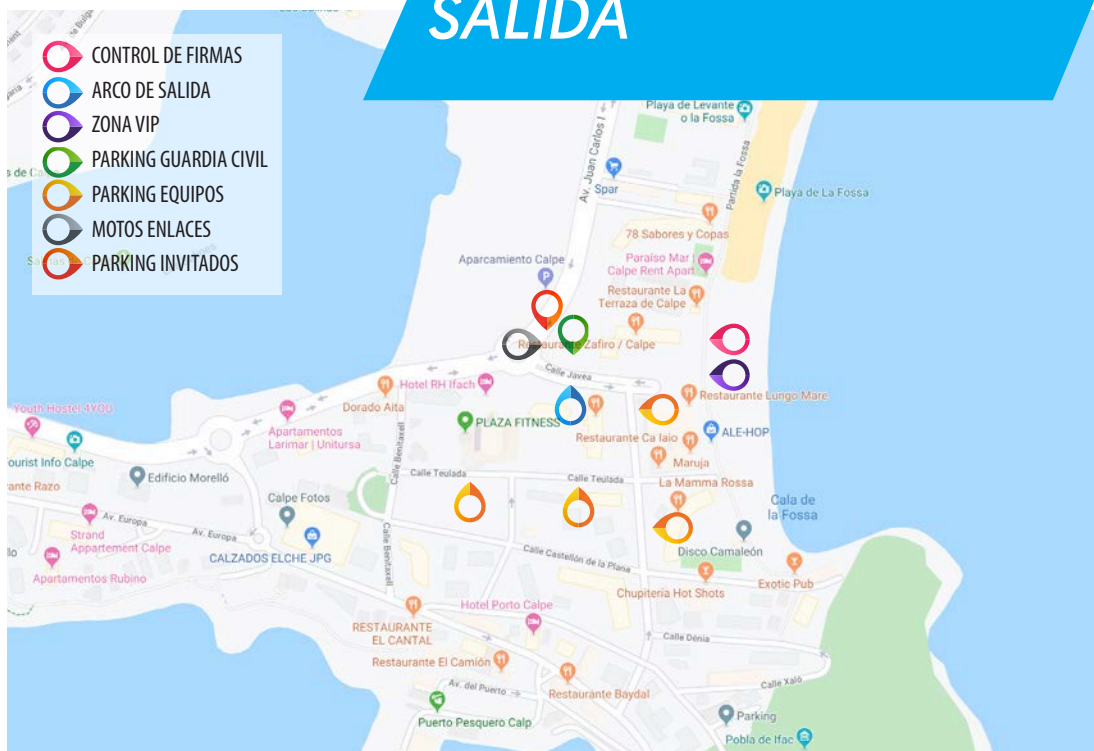 SALIDA
CONTROL DE FIRMAS
ARCO DE SALIDA
ZONA VIP
PARKING GUARDIA CIVIL
PARKING EQUIPOS
MOTOS ENLACES
PARKING INVITADOS
Av. Juan Carlos I
Playa de Levante
o la Fossa
Partida la Fossa
Spar
Playa de La Fossa
78 Sabores y Copas
Aparcamiento Calpe
Paraíso Mar |
Calpe Rent Apart
Restaurante La
Terraza de Calpe
Restaurante Zafiro / Calpe
Calle Javea
Hotel RH Ifach
Dorado Aita
Restaurante Lungo Mare
Youth Hostel 4YOU
PLAZA FITNESS
Apartamentos
Larimar | Unitursa
Restaurante Ca Iaio
ALE-HOP
Maruja
ourist Info Calpe
Calle Benitaxell
Calle Teulada
Calle Teulada
Edificio Morelló
La Mamma Rossa
rante Razo
Calpe Fotos
Cala de
la Fossa
Av. Europa
Av. Europa
Strand
Appartement Calpe
CALZADOS ELCHE JPG
Calle Benitaxell
Calle Castellón de la Plana
Disco Camaleón
Apartamentos Rubino
Exotic Pub
Chupiteria Hot Shots
Hotel Porto Calpe
RESTAURANTE
EL CANTAL
Calle Dénia
Restaurante El Camión
Av. del Puerto
Restaurante Baydal
Calle Xaló
Puerto Pesquero Calp
Parking
Pobla de Ifac